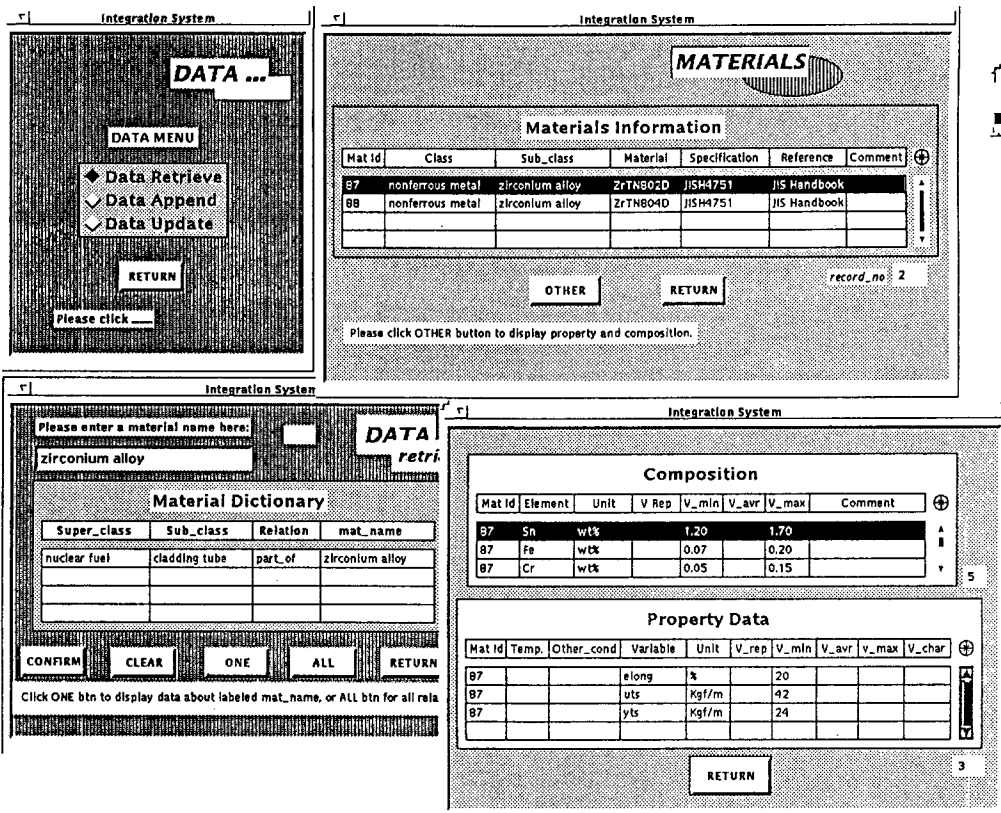 Integration System
DATA ...
DATA MENU
Data Retrieve
Data Append
Data Update
RETURN
Please click ___
Integration System
MATERIALS
Materials Information
Mat Id Class Sub_class Material Specification Reference Comment
87 nonferrous metal zirconium alloy ZrTN802D JISH4751 JIS Handbook
88 nonferrous metal zirconium alloy ZrTN804D JISH4751 JIS Handbook
record_no 2
OTHER RETURN
Please click OTHER button to display property and composition.
Integration System
Please enter a material name here:
zirconium alloy
DATA
retri
Material Dictionary
Super_class Sub_class Relation mat_name
nuclear fuel cladding tube part_of zirconium alloy
CONFIRM CLEAR ONE ALL RETURN
Click ONE btn to display data about labeled mat_name, or ALL btn for all rela
Integration System
Composition
Mat Id Element Unit V Rep V_min V_avr V_max Comment
87 Sn wt% 1.20 1.70
87 Fe wt% 0.07 0.20
87 Cr wt% 0.05 0.15
5
Property Data
Mat Id Temp. Other_cond Variable Unit V_rep V_min V_avr v_max V_char
87 elong % 20
87 uts Kgf/m 42
87 yts Kgf/m 24
3
RETURN